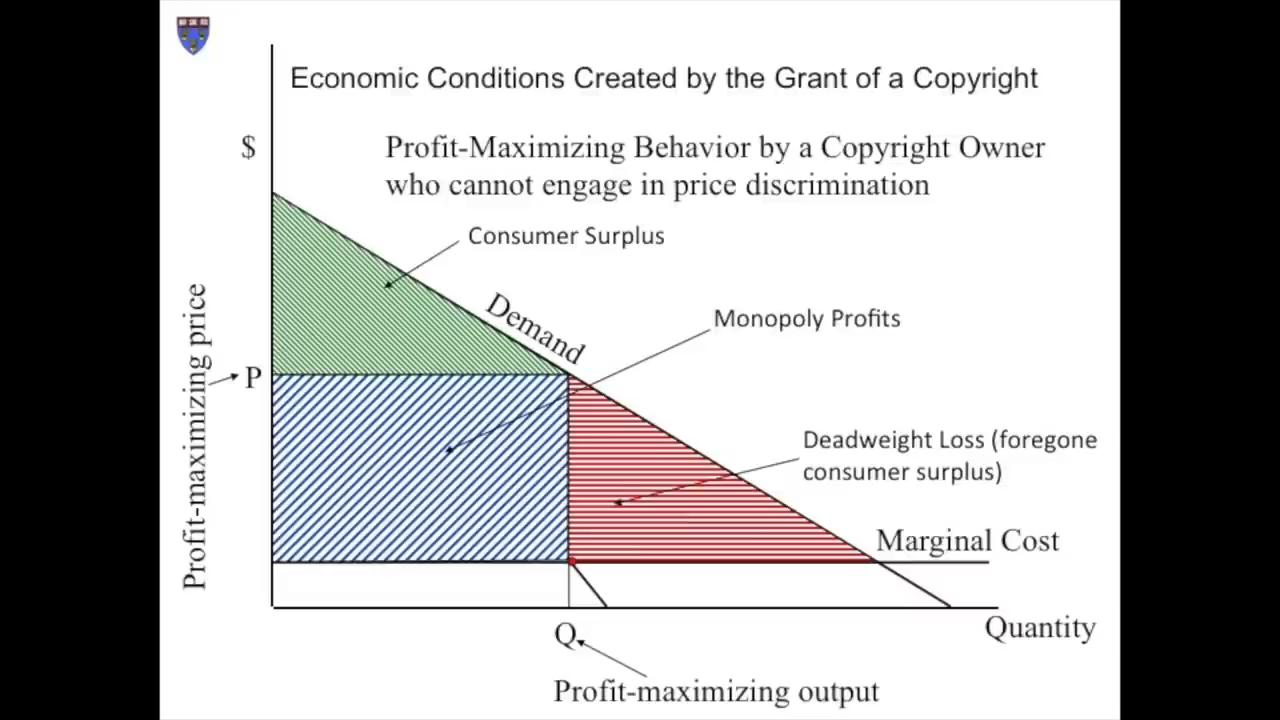 Economic Conditions Created by the Grant of a Copyright
$
Profit-Maximizing Behavior by a Copyright Owner
who cannot engage in price discrimination
Consumer Surplus
Demand
Monopoly Profits
Profit-maximizing price
P
Deadweight Loss (foregone
consumer surplus)
Marginal Cost
Q
Quantity
Profit-maximizing output